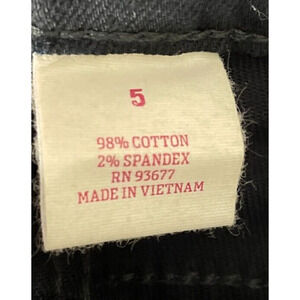 5
98% COTTON
2% SPANDEX
RN 93677
MADE IN VIETNAM